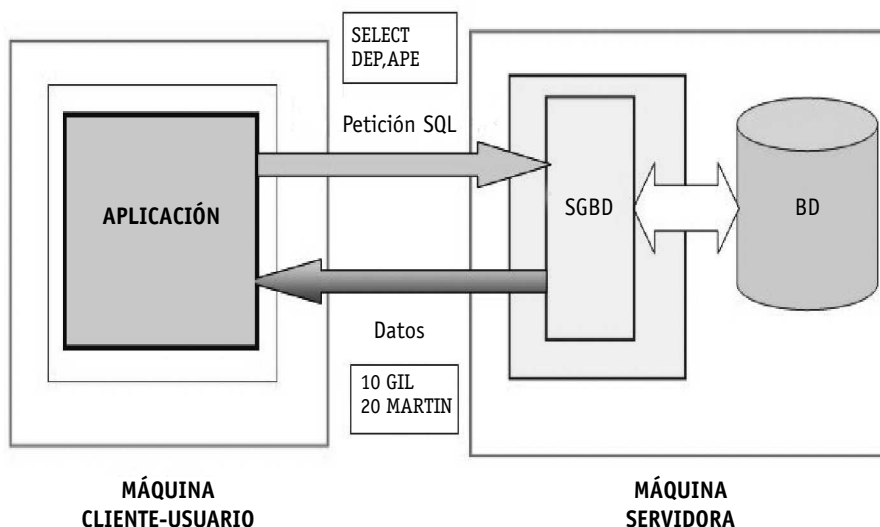 SELECT
DEP,APE
Petición SQL
APLICACIÓN
SGBD
BD
Datos
10 GIL
20 MARTIN
MÁQUINA
CLIENTE-USUARIO
MÁQUINA
SERVIDORA